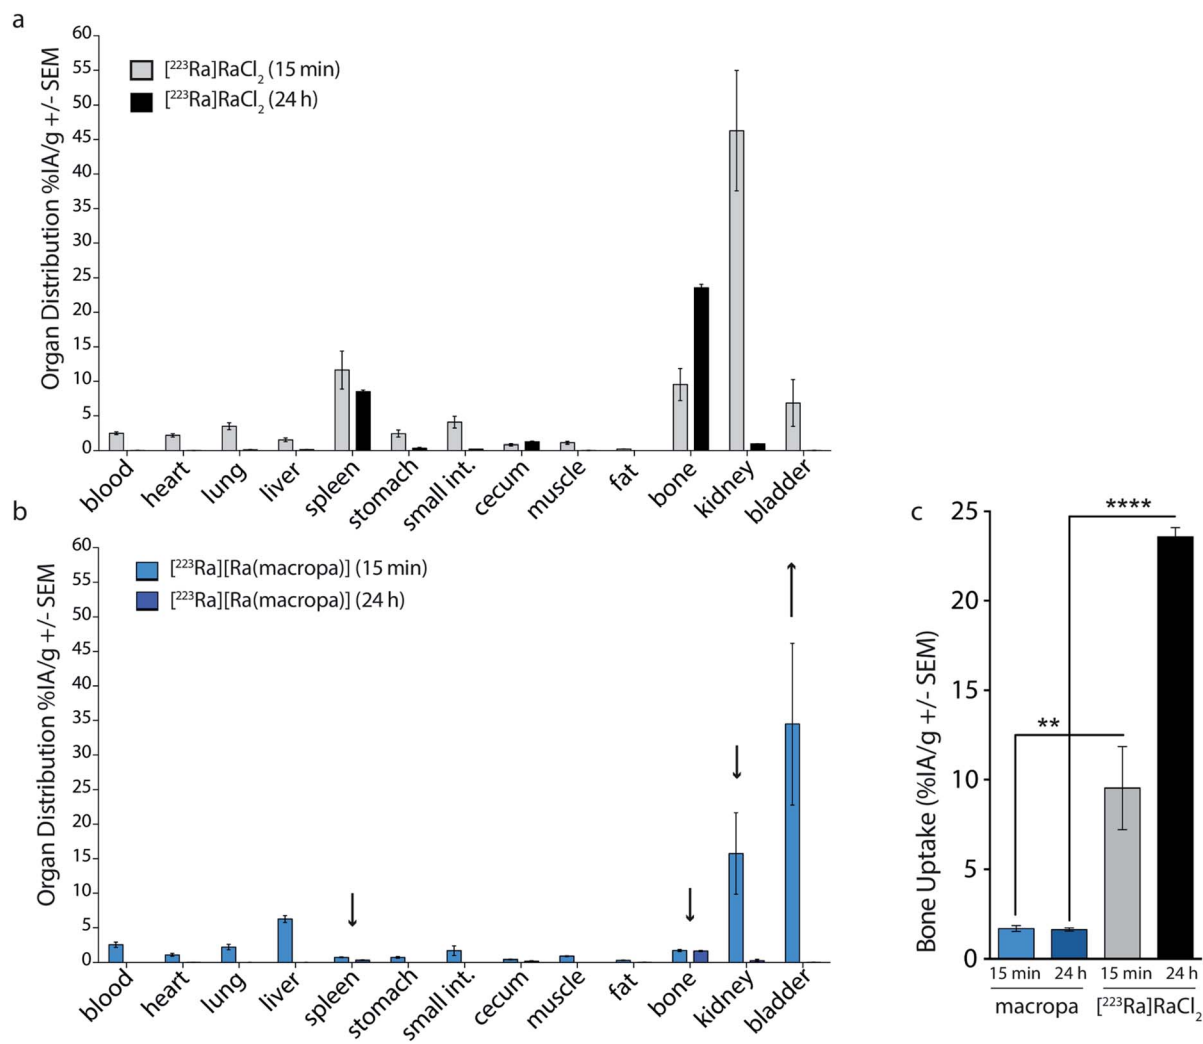 a
Organ Distribution %IA/g +/- SEM
60
55
50
45
40
35
30
25
20
15
10
5
0
[²²³Ra]RaCl₂ (15 min)
[²²³Ra]RaCl₂ (24 h)
blood heart lung liver spleen stomach small int. cecum muscle fat bone kidney bladder
b
Organ Distribution %IA/g +/- SEM
60
55
50
45
40
35
30
25
20
15
10
5
0
[²²³Ra][Ra(macropa)] (15 min)
[²²³Ra][Ra(macropa)] (24 h)
blood heart lung liver spleen stomach small int. cecum muscle fat bone kidney bladder
c
Bone Uptake (%IA/g +/- SEM)
25
20
15
10
5
0
****
**
15 min 24 h 15 min 24 h
macropa [²²³Ra]RaCl₂